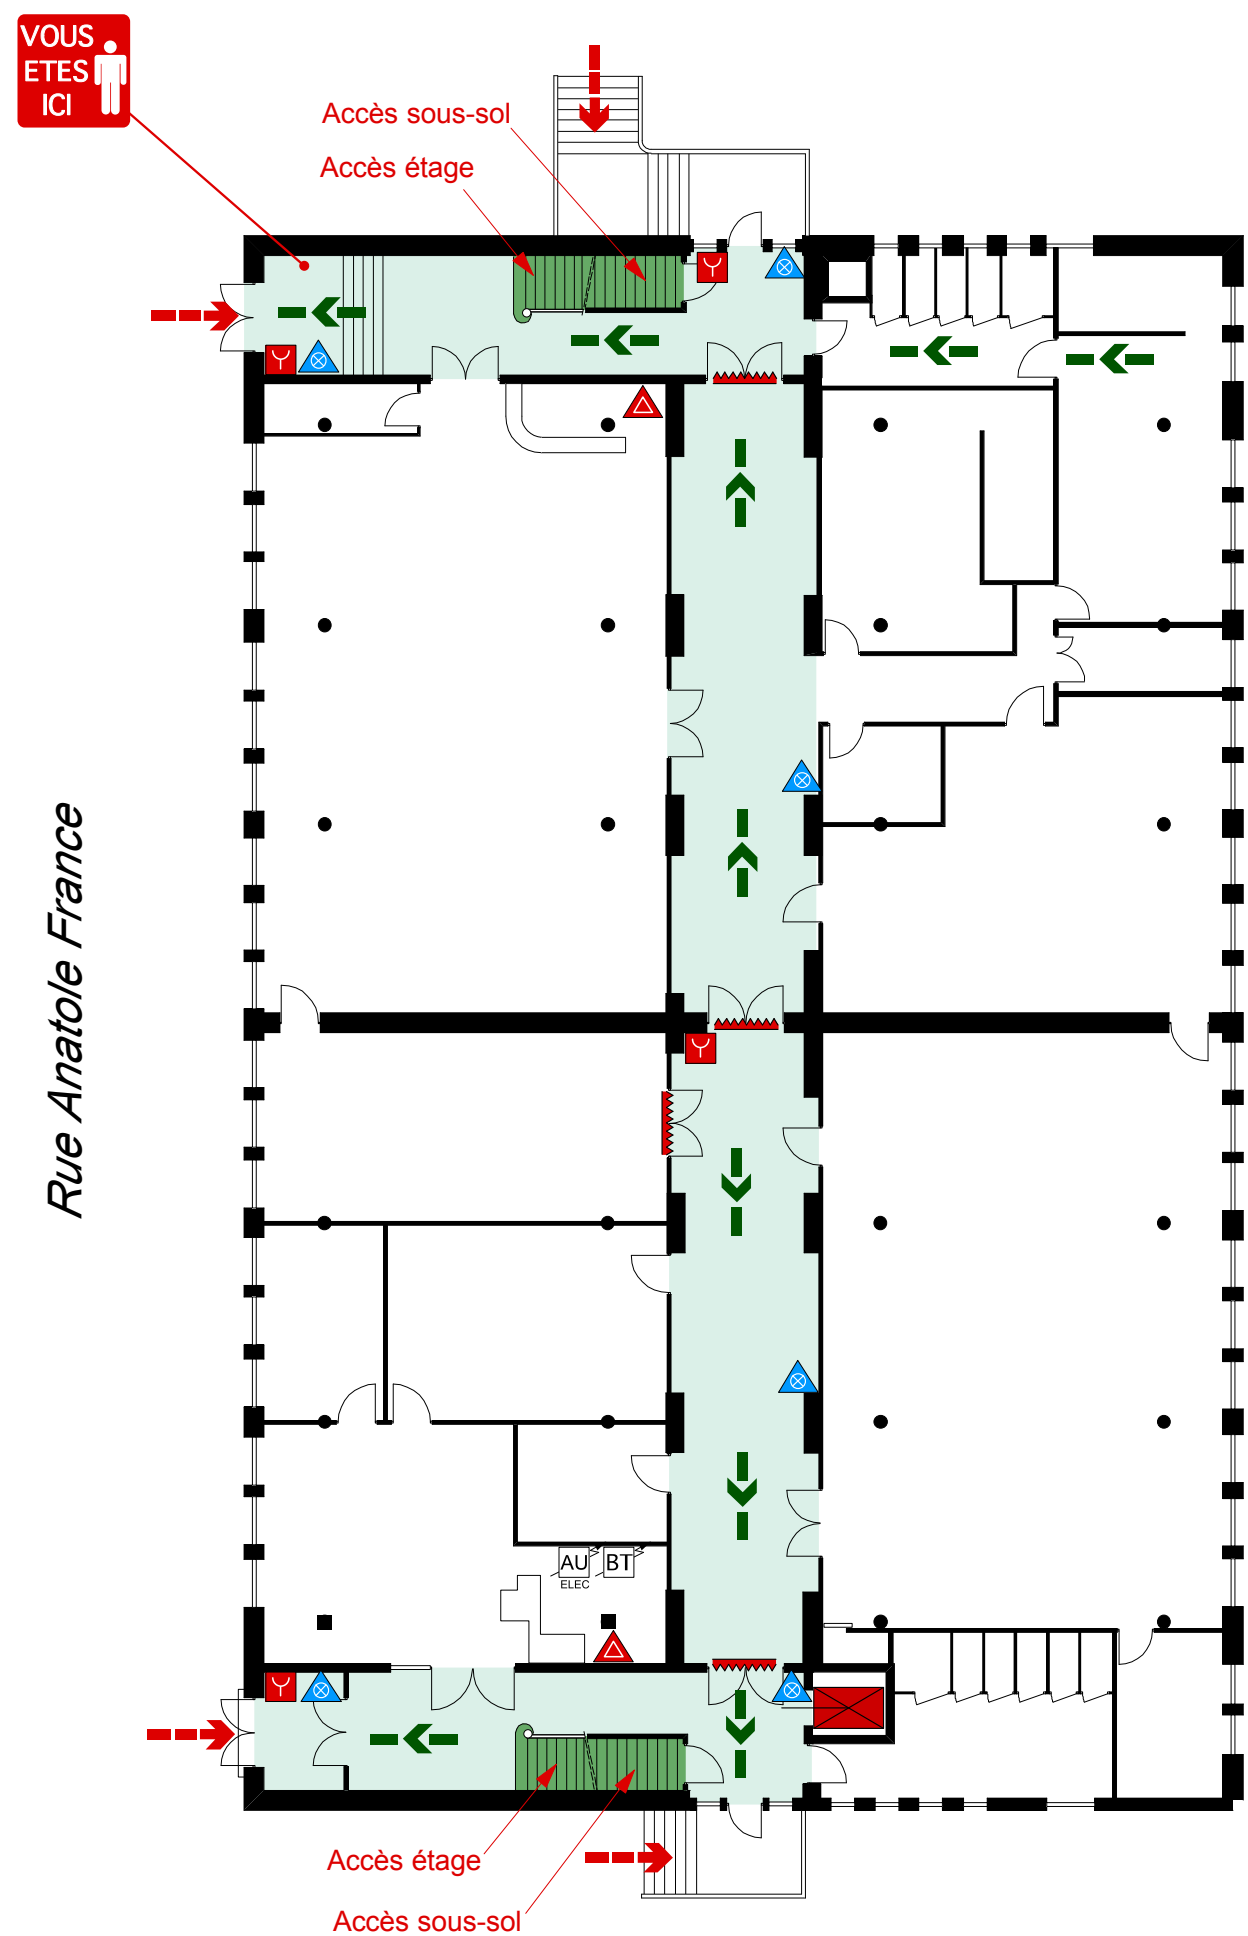 VOUS
ETES
ICI
Accès sous-sol
Accès étage
Rue Anatole France
AU
ELEC
BT
Accès étage
Accès sous-sol